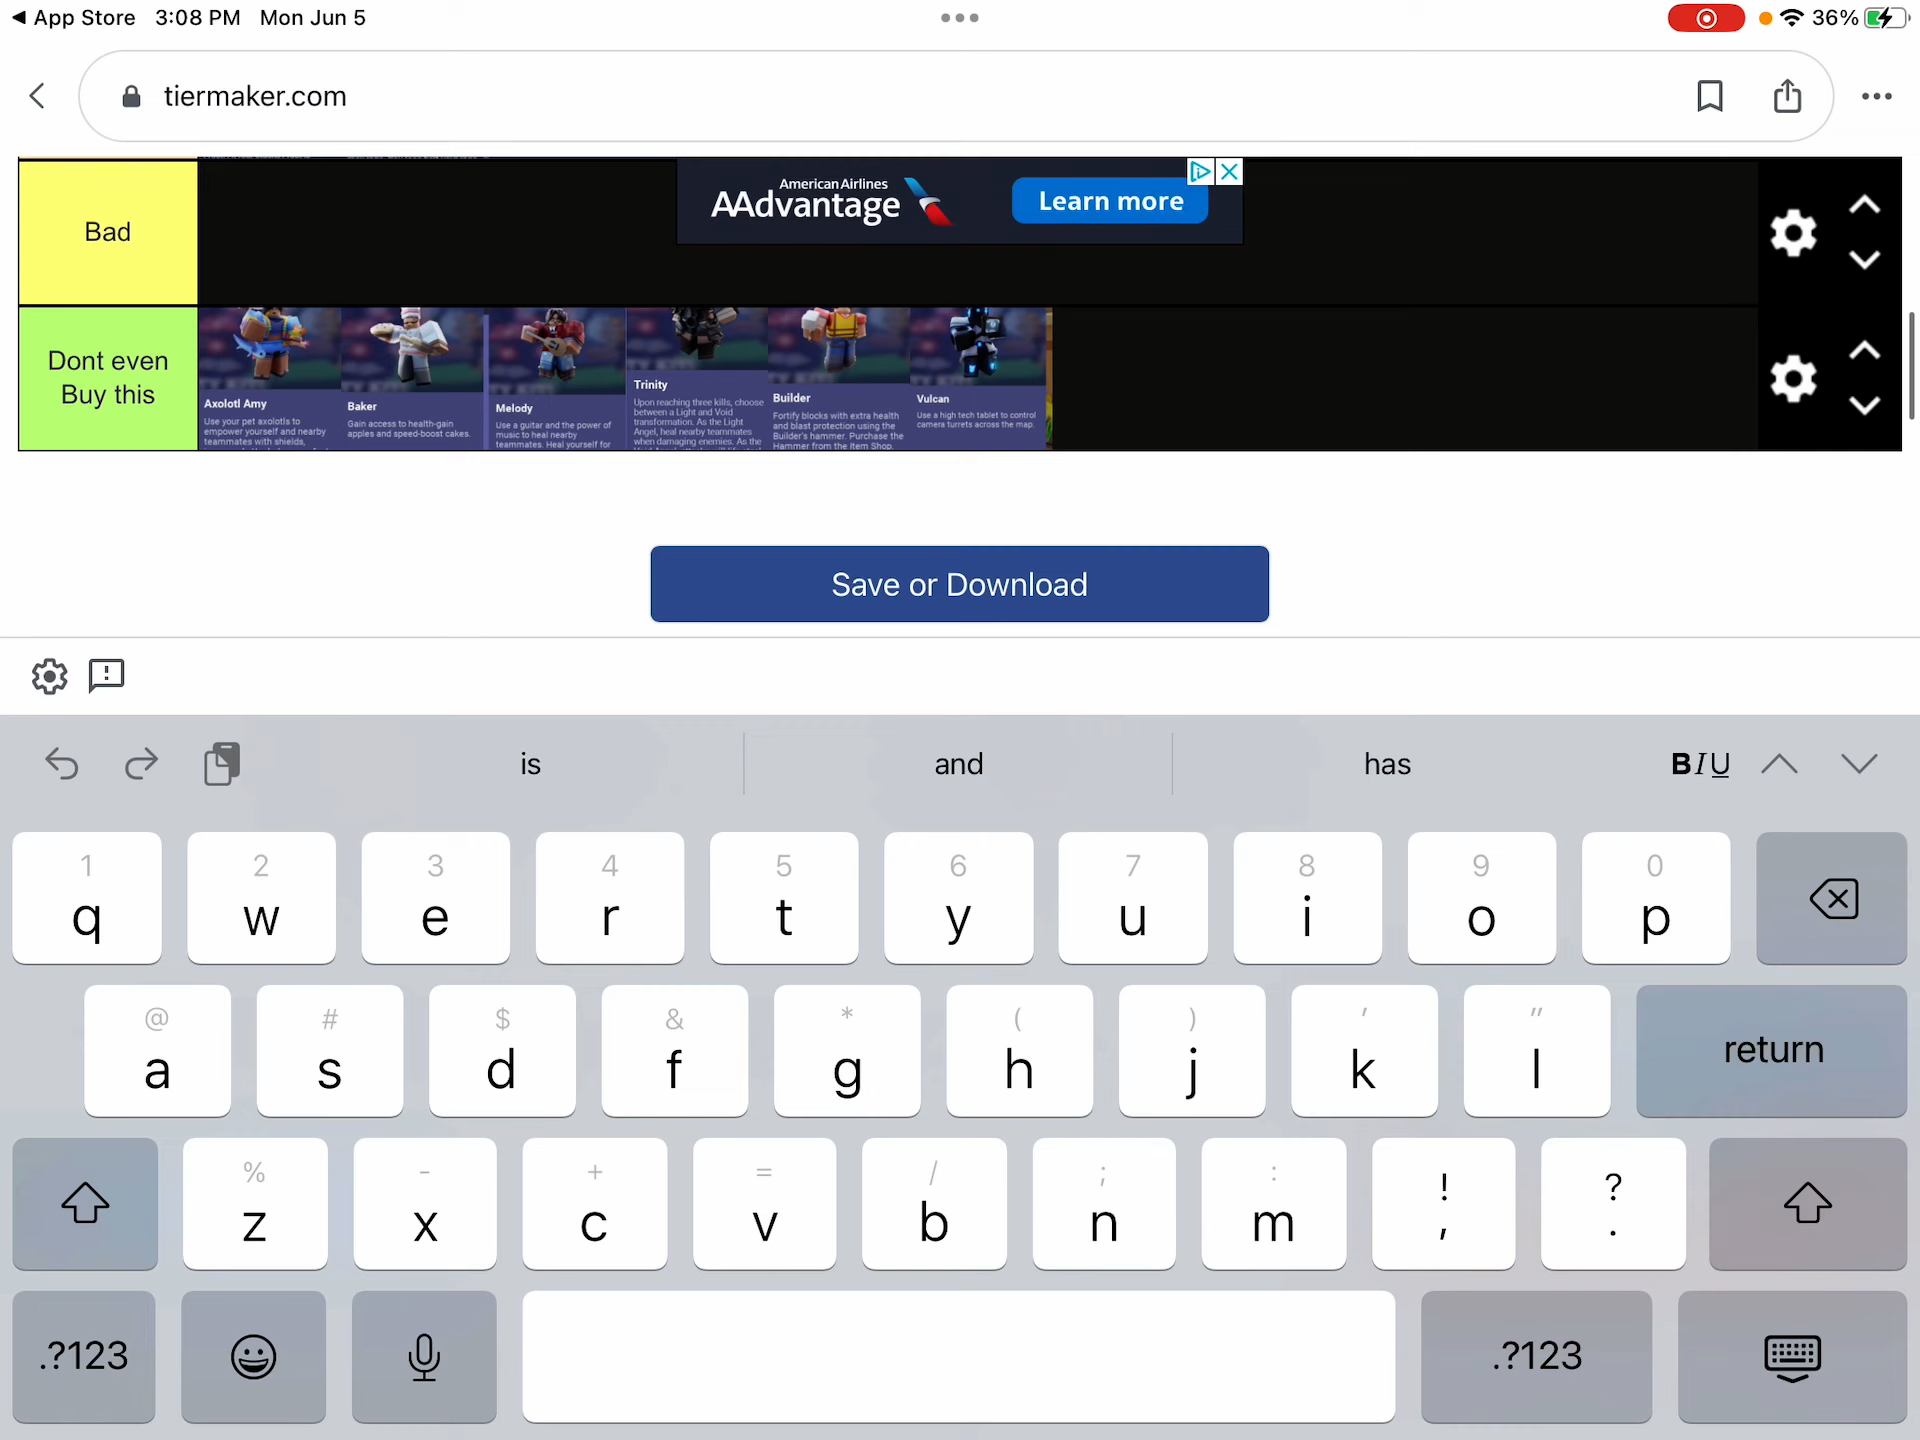 App Store 3:08 PM Mon Jun 5
36%
tiermaker.com
Bad
American Airlines
AAdvantage
Learn more
Dont even
Buy this
Axolotl Amy
Use your pet axolotls to
empower yourself and nearby
teammates with shields,
Baker
Gain access to health-gain
apples and speed-boost cakes.
Melody
Use a guitar and the power of
music to heal nearby
teammates. Heal yourself for
Trinity
Upon reaching three kills, choose
between a Light and Void
transformation. As the Light
Angel, heal nearby teammates
when damaging enemies. As the
Builder
Fortify blocks with extra health
and blast protection using the
Builder's hammer. Purchase the
Hammer from the Item Shop.
Vulcan
Use a high tech tablet to control
camera turrets across the map.
Save or Download
is and has BIU
1 2 3 4 5 6 7 8 9 0
q w e r t y u i o p
@ # $ & * ( ) ' "
a s d f g h j k l return
% - + = / ; : ! ?
z x c v b n m , .
.?123 .?123